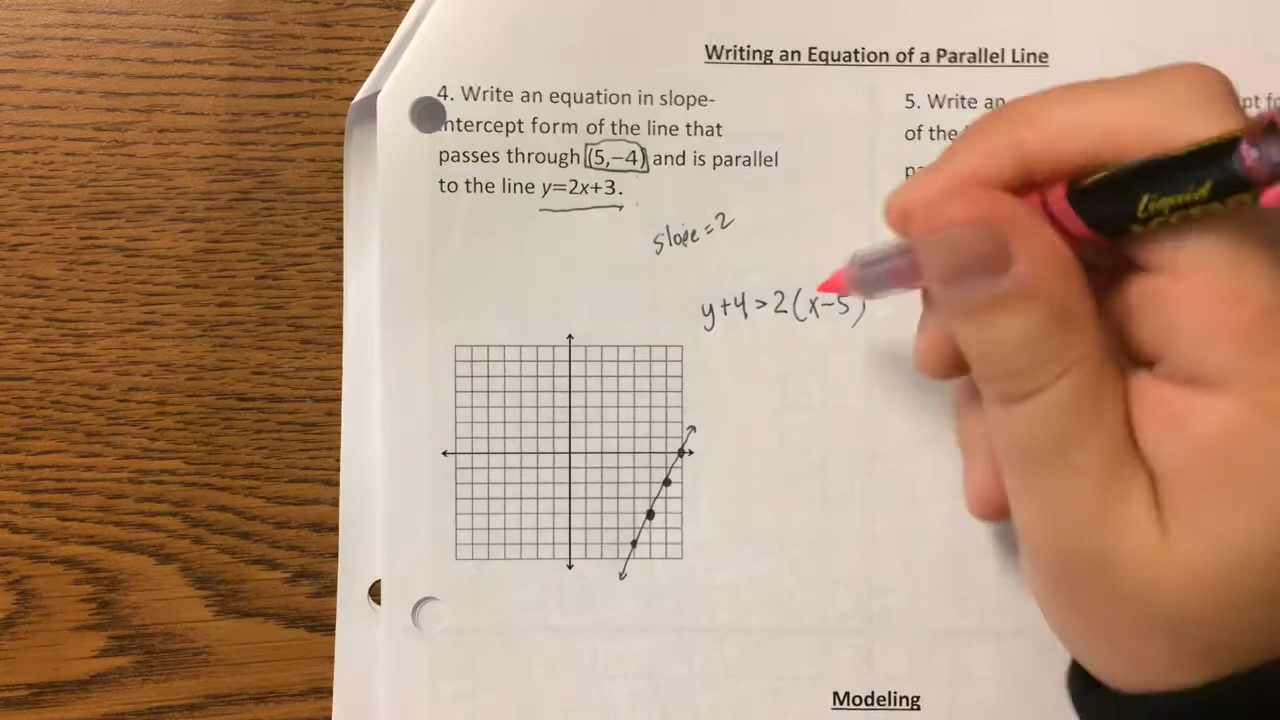 Writing an Equation of a Parallel Line
4. Write an equation in slope-
intercept form of the line that
passes through (5,−4) and is parallel
to the line y=2x+3.
slope=2
y+4=2(x-5)
5. Write an
of the
Liquid
Modeling